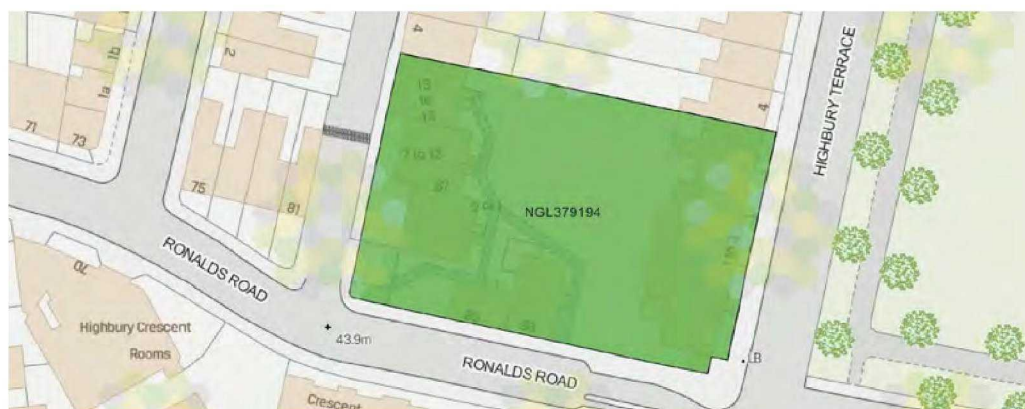 4
HIGHBURY TERRACE
1b
2
1a
4
13
16
71
73
7 to 12
75
81
NGL379194
RONALDS ROAD
70
Highbury Crescent
Rooms
43.9m
RONALDS ROAD
LB
Crescent